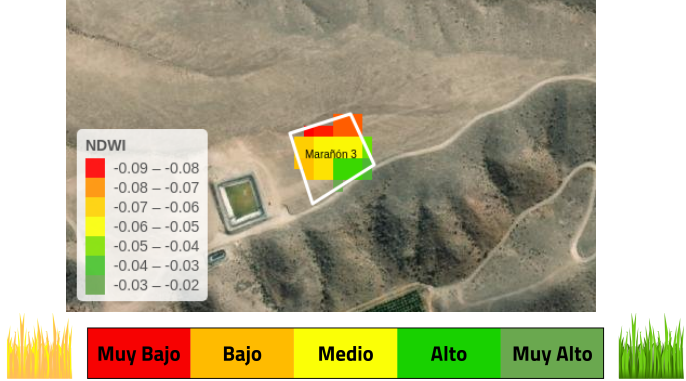 Marañón 3
NDWI
-0.09 – -0.08
-0.08 – -0.07
-0.07 – -0.06
-0.06 – -0.05
-0.05 – -0.04
-0.04 – -0.03
-0.03 – -0.02
Muy Bajo Bajo Medio Alto Muy Alto